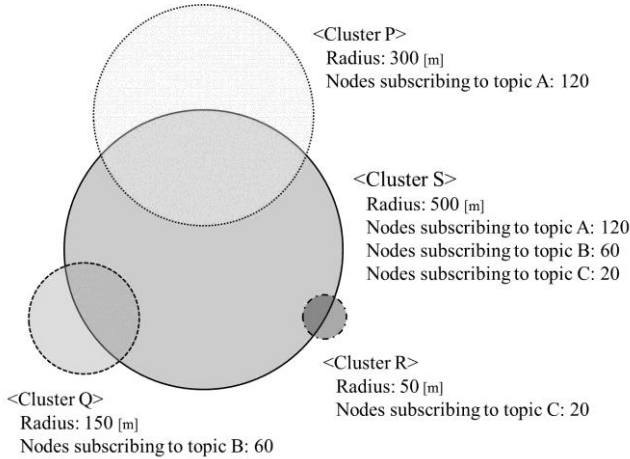 <Cluster P>
Radius: 300 [m]
Nodes subscribing to topic A: 120
<Cluster S>
Radius: 500 [m]
Nodes subscribing to topic A: 120
Nodes subscribing to topic B: 60
Nodes subscribing to topic C: 20
<Cluster R>
Radius: 50 [m]
Nodes subscribing to topic C: 20
<Cluster Q>
Radius: 150 [m]
Nodes subscribing to topic B: 60